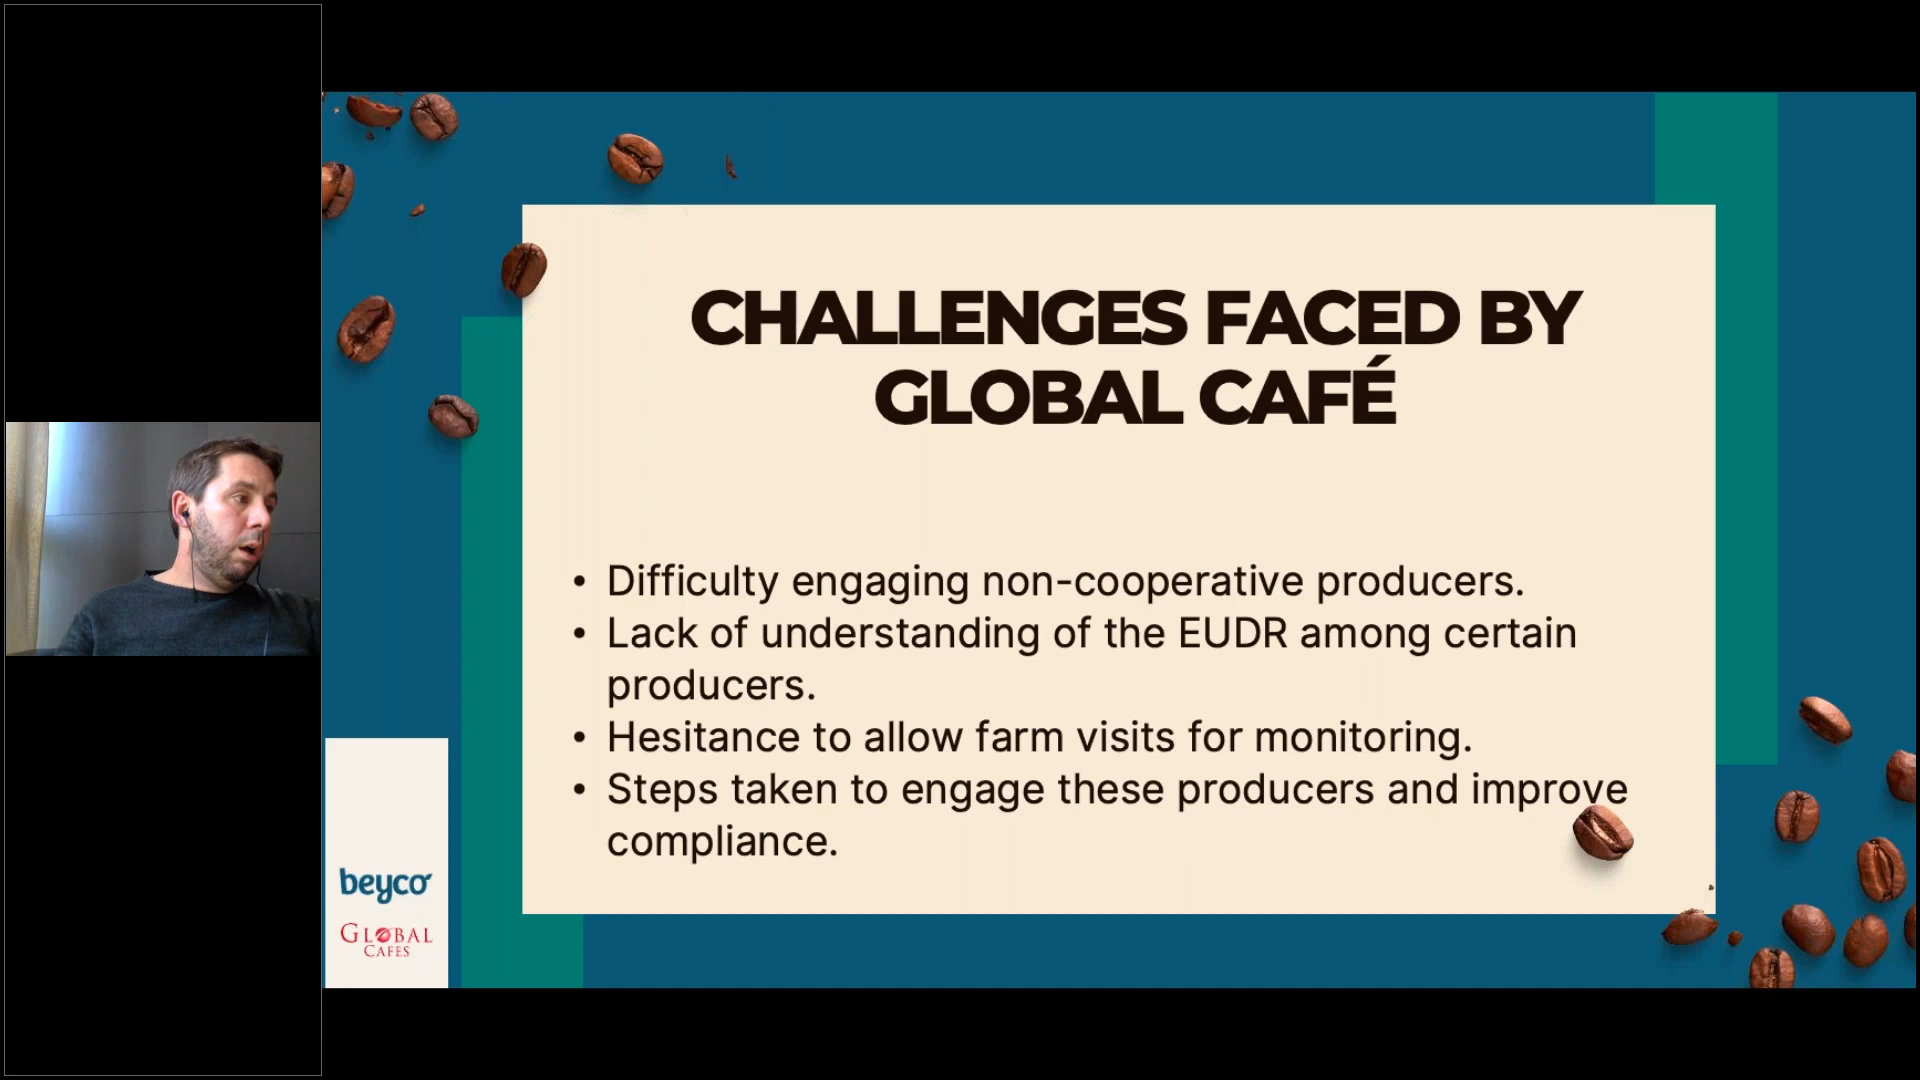 CHALLENGES FACED BY
GLOBAL CAFÉ
• Difficulty engaging non-cooperative producers.
• Lack of understanding of the EUDR among certain
producers.
• Hesitance to allow farm visits for monitoring.
• Steps taken to engage these producers and improve
compliance.
beyco
GLOBAL
CAFES